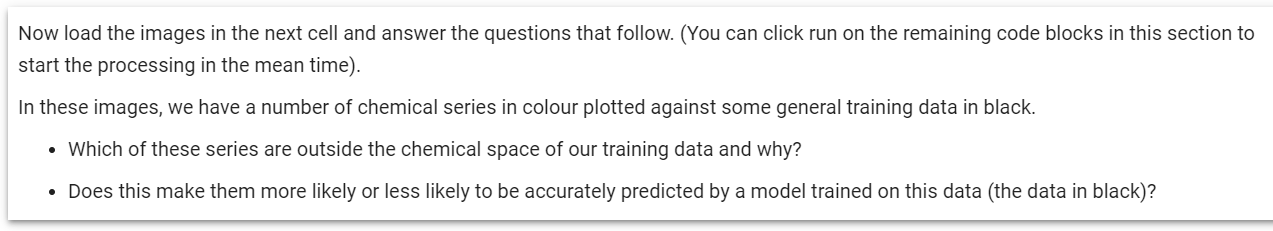 Now load the images in the next cell and answer the questions that follow. (You can click run on the remaining code blocks in this section to
start the processing in the mean time).
In these images, we have a number of chemical series in colour plotted against some general training data in black.
• Which of these series are outside the chemical space of our training data and why?
• Does this make them more likely or less likely to be accurately predicted by a model trained on this data (the data in black)?